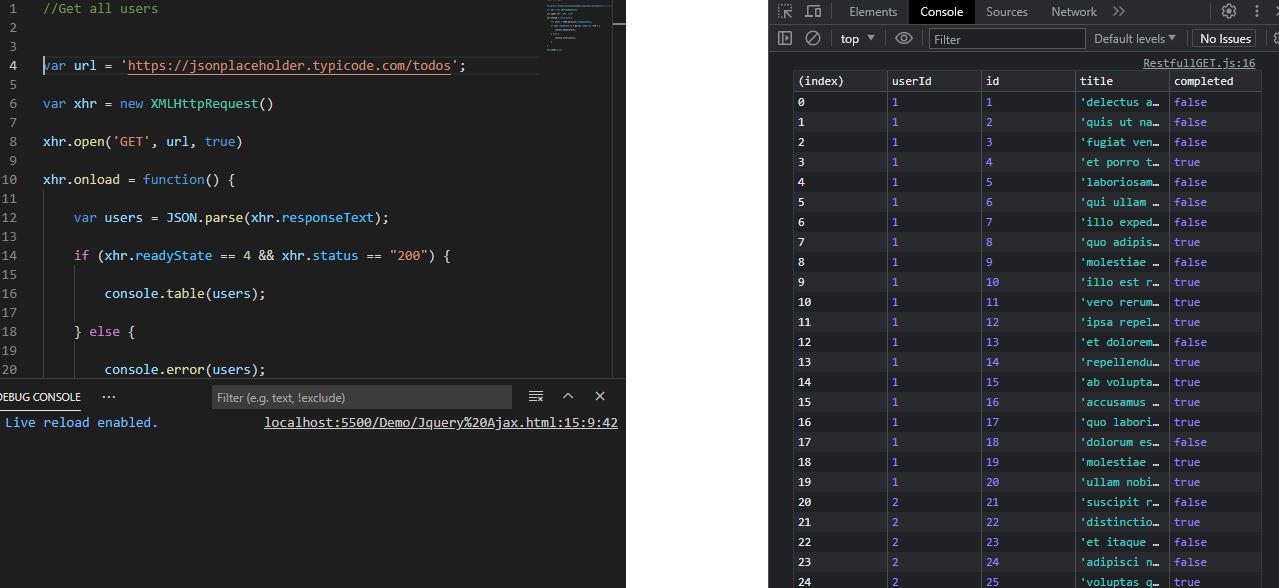 1 //Get all users
2
3
4 var url = 'https://jsonplaceholder.typicode.com/todos';
5
6 var xhr = new XMLHttpRequest()
7
8 xhr.open('GET', url, true)
9
10 xhr.onload = function() {
11
12 var users = JSON.parse(xhr.responseText);
13
14 if (xhr.readyState == 4 && xhr.status == "200") {
15
16 console.table(users);
17
18 } else {
19
20 console.error(users);
DEBUG CONSOLE ··· Filter (e.g. text, !exclude)
Live reload enabled. localhost:5500/Demo/Jquery%20Ajax.html:15:9:42
Elements Console Sources Network
top Filter Default levels No Issues
RestfullGET.js:16
(index) userId id title completed
0 1 1 'delectus a… false
1 1 2 'quis ut na… false
2 1 3 'fugiat ven… false
3 1 4 'et porro t… true
4 1 5 'laboriosam… false
5 1 6 'qui ullam … false
6 1 7 'illo exped… false
7 1 8 'quo adipis… true
8 1 9 'molestiae … false
9 1 10 'illo est r… true
10 1 11 'vero rerum… true
11 1 12 'ipsa repel… true
12 1 13 'et dolorem… false
13 1 14 'repellendu… true
14 1 15 'ab volupta… true
15 1 16 'accusamus … true
16 1 17 'quo labori… true
17 1 18 'dolorum es… false
18 1 19 'molestiae … true
19 1 20 'ullam nobi… true
20 2 21 'suscipit r… false
21 2 22 'distinctio… true
22 2 23 'et itaque … false
23 2 24 'adipisci n… false
24 2 25 'voluptas q… true